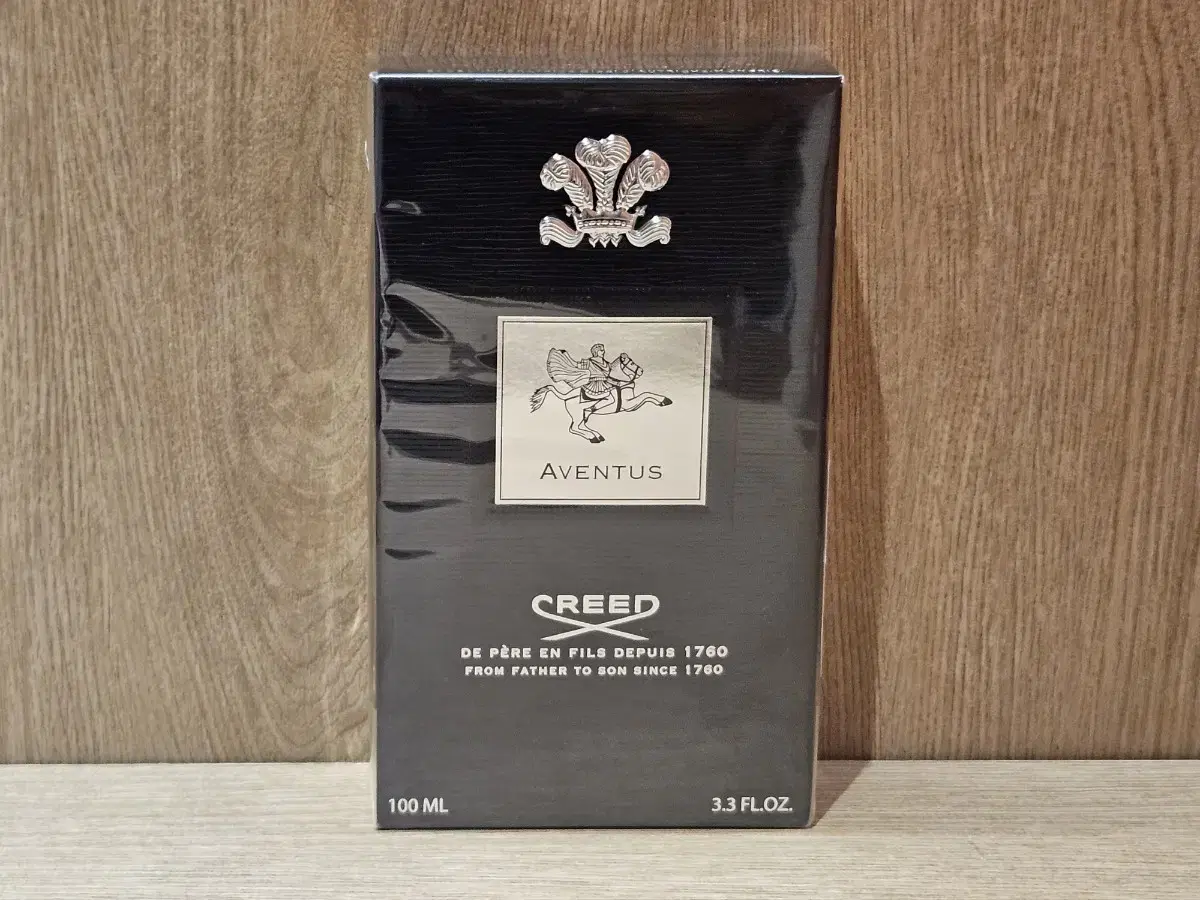 AVENTUS
CREED
DE PÈRE EN FILS DEPUIS 1760
FROM FATHER TO SON SINCE 1760
100 ML
3.3 FL.OZ.